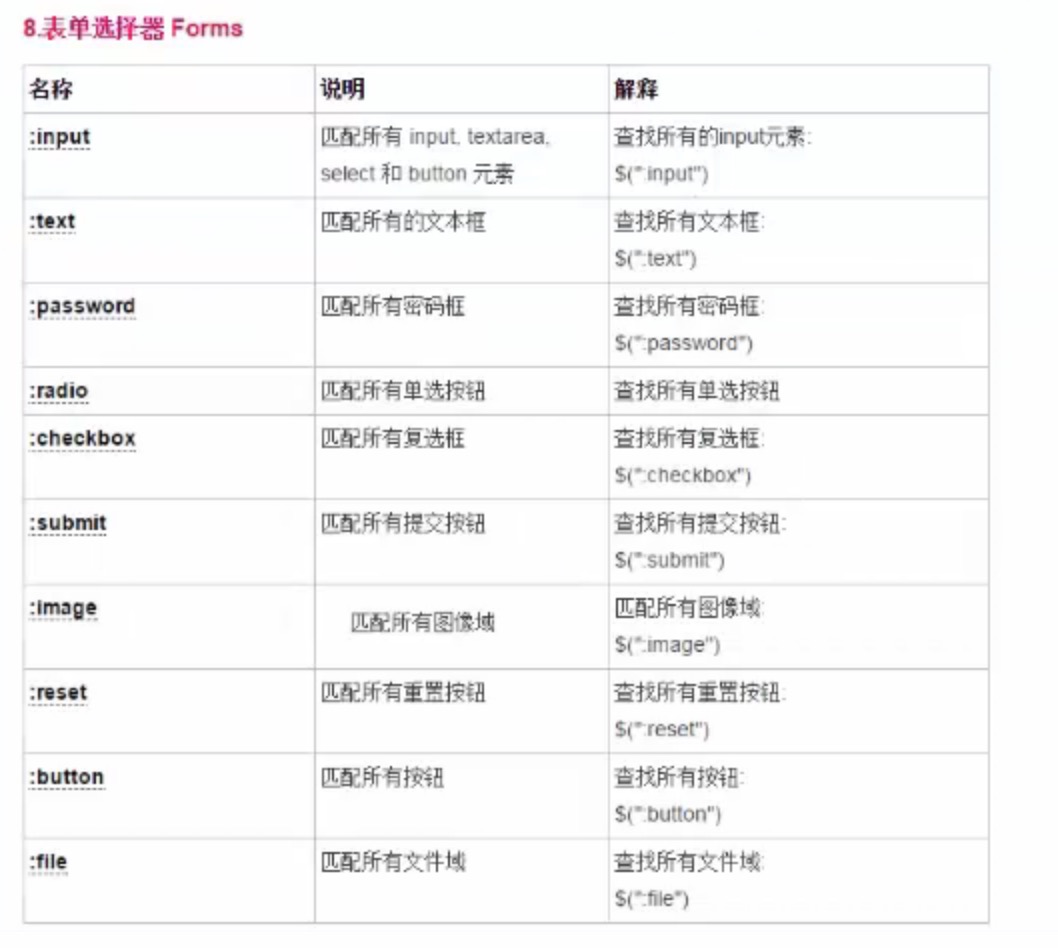 8.表单选择器 Forms
名称 说明 解释
:input 匹配所有 input, textarea, 查找所有的input元素:
select 和 button 元素 $(":input")
:text 匹配所有的文本框 查找所有文本框:
$(":text")
:password 匹配所有密码框 查找所有密码框:
$(":password")
:radio 匹配所有单选按钮 查找所有单选按钮
:checkbox 匹配所有复选框 查找所有复选框:
$(":checkbox")
:submit 匹配所有提交按钮 查找所有提交按钮:
$(":submit")
:image 匹配所有图像域 匹配所有图像域:
$(":image")
:reset 匹配所有重置按钮 查找所有重置按钮:
$(":reset")
:button 匹配所有按钮 查找所有按钮:
$(":button")
:file 匹配所有文件域 查找所有文件域:
$(":file")